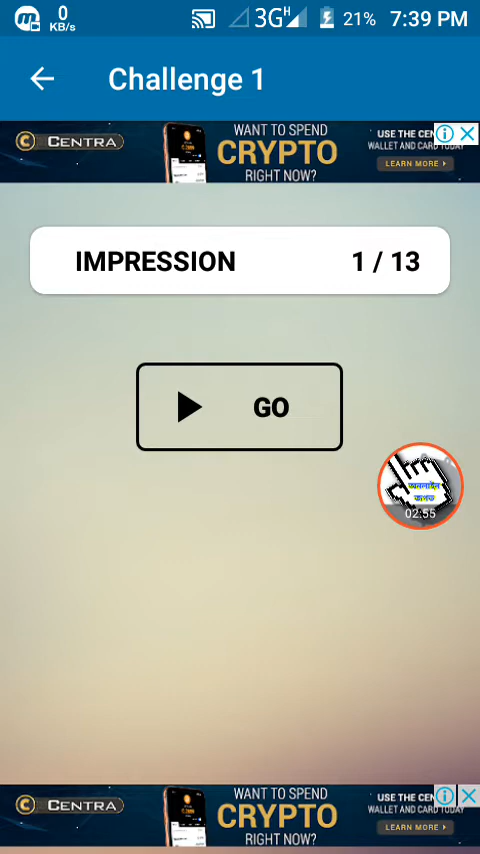 0
KB/s
3G H
21%
7:39 PM
Challenge 1
CENTRA
WANT TO SPEND
CRYPTO
RIGHT NOW?
USE THE CEN
WALLET AND CARD TODAY
LEARN MORE
IMPRESSION 1 / 13
GO
02:55
CENTRA
WANT TO SPEND
CRYPTO
RIGHT NOW?
USE THE CEN
WALLET AND CARD TODAY
LEARN MORE